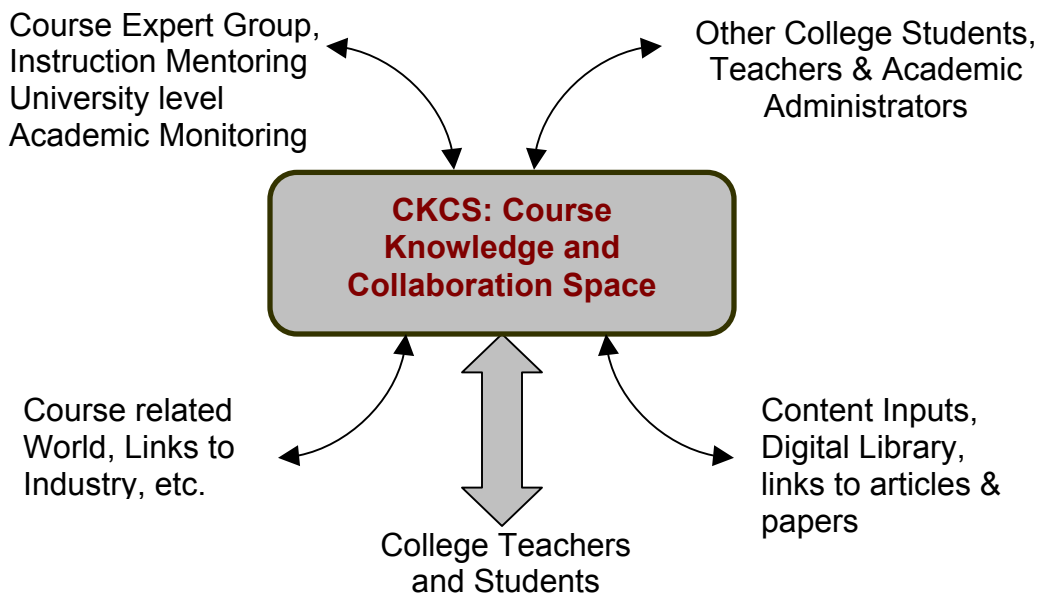 Course Expert Group,
Instruction Mentoring
University level
Academic Monitoring
Other College Students,
Teachers & Academic
Administrators
CKCS: Course
Knowledge and
Collaboration Space
Course related
World, Links to
Industry, etc.
Content Inputs,
Digital Library,
links to articles &
papers
College Teachers
and Students